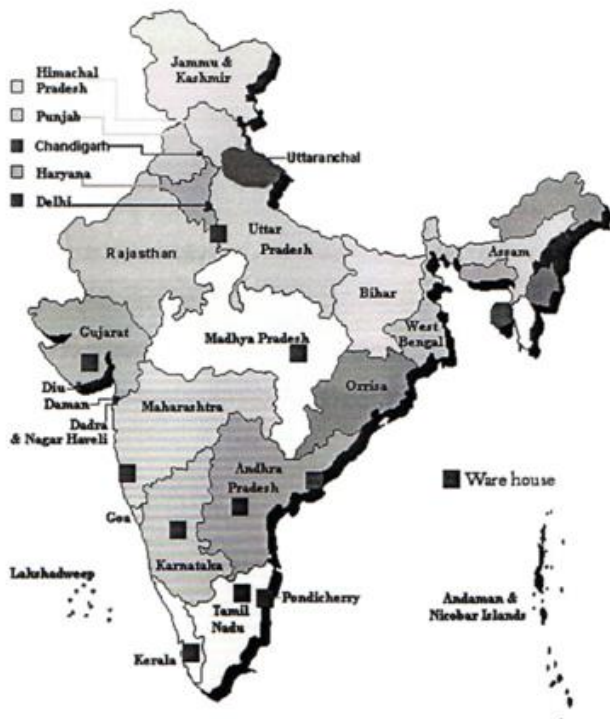 Jammu &
Kashmir
Himachal
Pradesh
Punjab
Chandigarh
Haryana
Delhi
Uttaranchal
Uttar
Pradesh
Rajasthan
Assam
Bihar
West
Bengal
Gujarat
Madhya Pradesh
Orrisa
Diu
Daman
Dadra
& Nagar Haveli
Maharashtra
Andhra
Pradesh
Ware house
Goa
Karnataka
Lakshadweep
Tamil
Nadu
Pondicherry
Andaman &
Nicobar Islands
Kerala